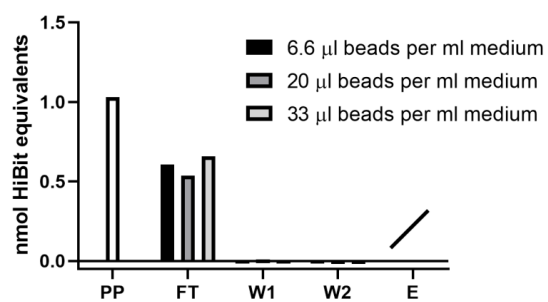 nmol HiBit equivalents
1.5
1.0
0.5
0.0
6.6 μl beads per ml medium
20 μl beads per ml medium
33 μl beads per ml medium
PP FT W1 W2 E